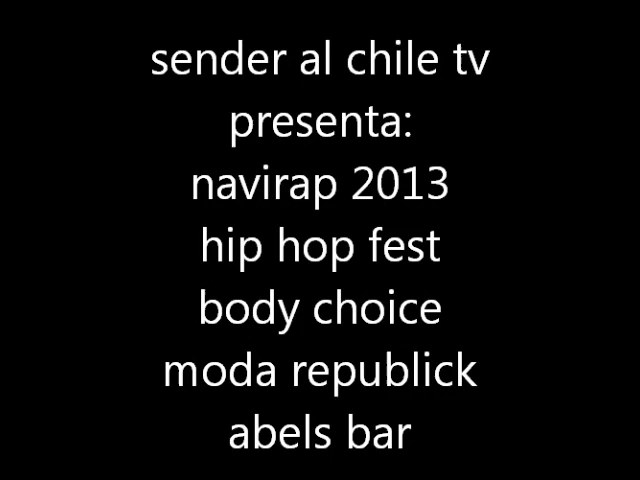 sender al chile tv
presenta:
navirap 2013
hip hop fest
body choice
moda republick
abels bar